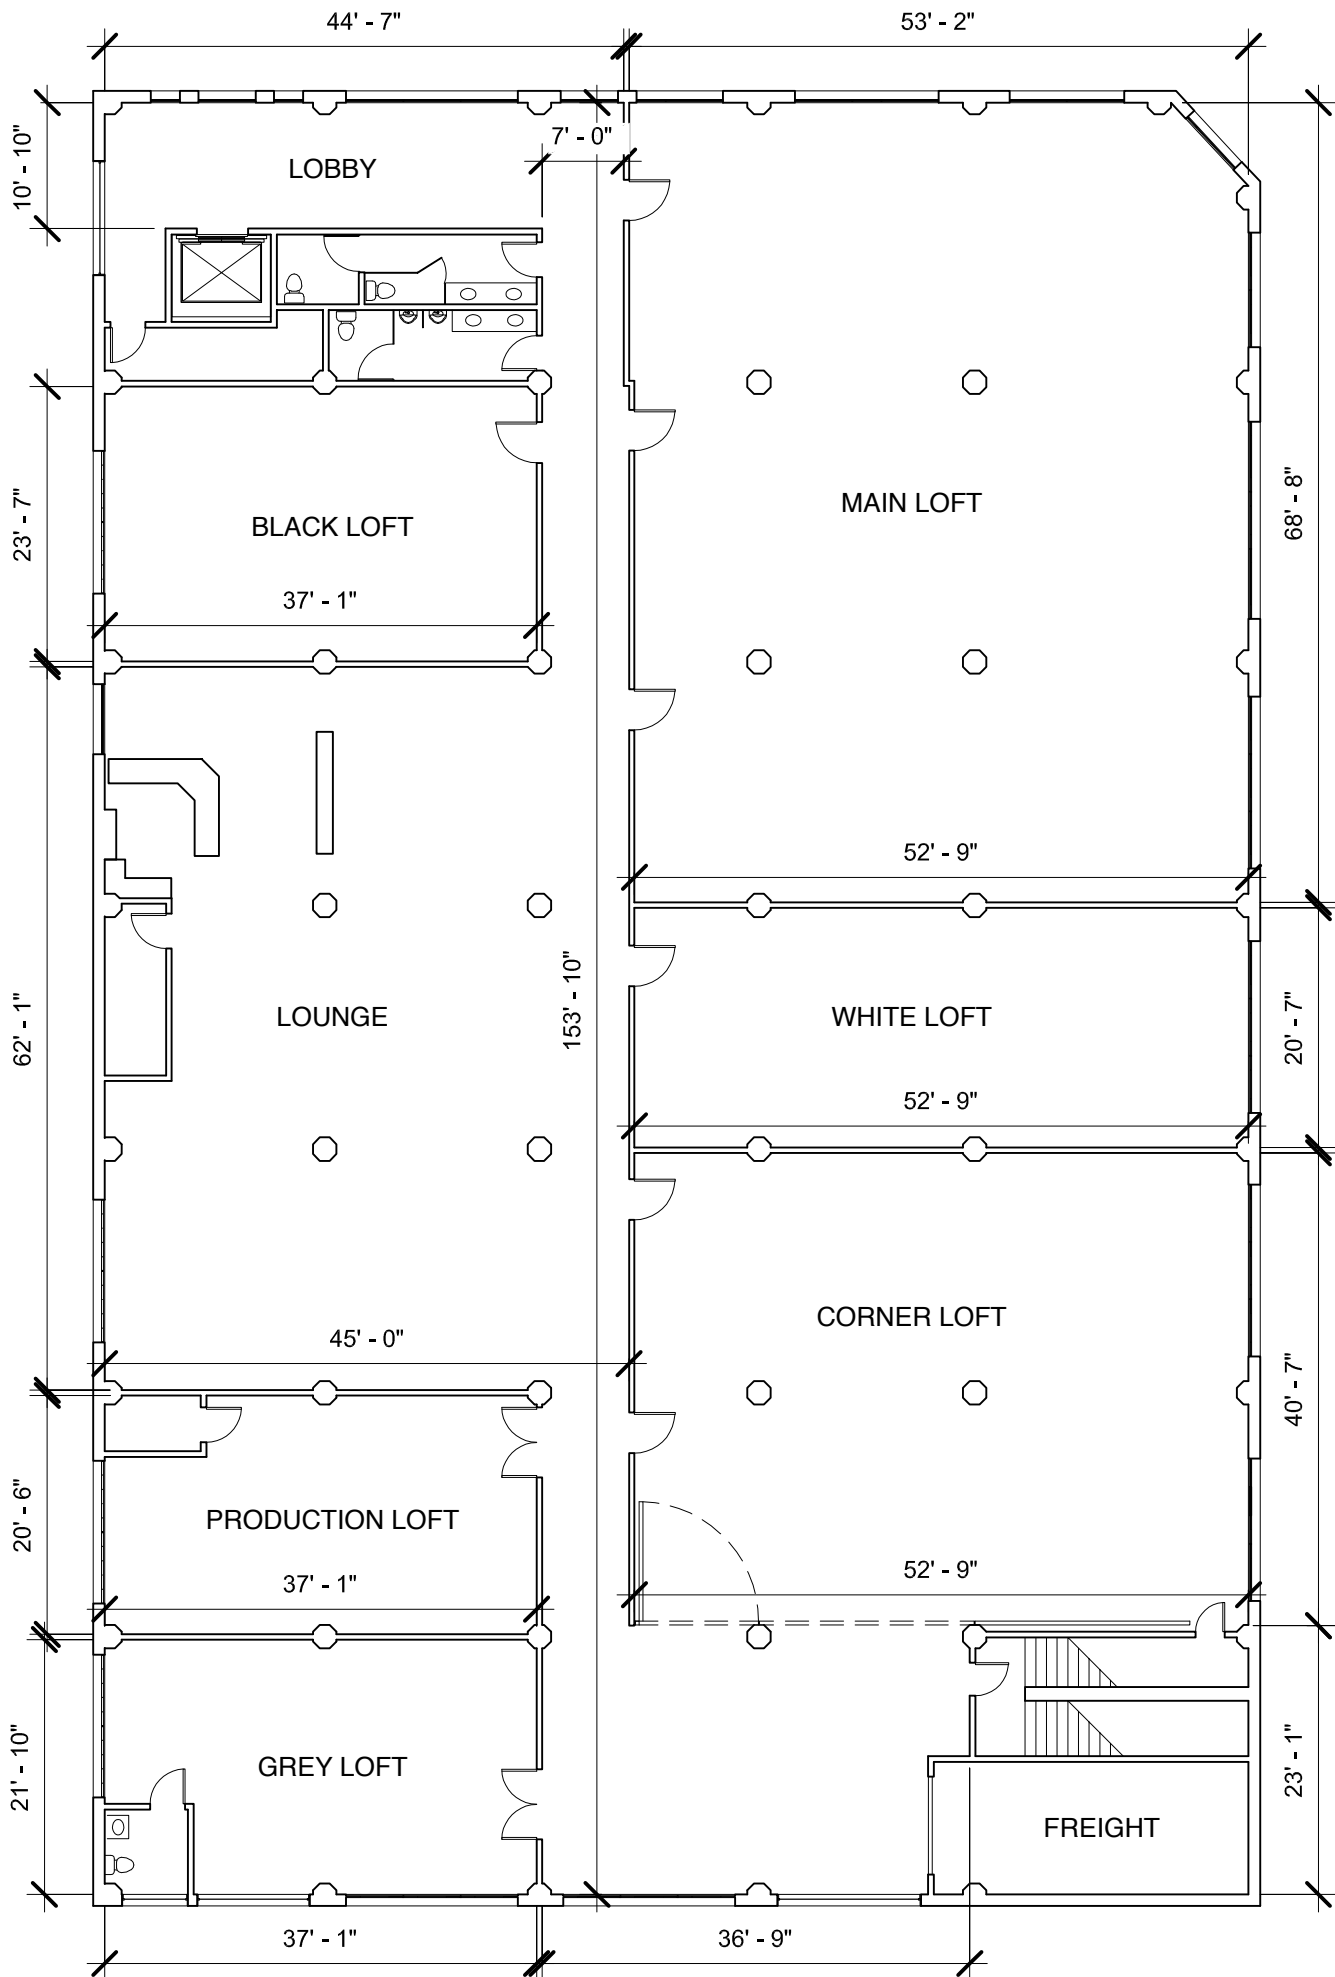 44' - 7"
53' - 2"
10' - 10"
7' - 0"
LOBBY
23' - 7"
BLACK LOFT
37' - 1"
MAIN LOFT
68' - 8"
52' - 9"
62' - 1"
LOUNGE
153' - 10"
WHITE LOFT
20' - 7"
52' - 9"
45' - 0"
CORNER LOFT
40' - 7"
20' - 6"
PRODUCTION LOFT
37' - 1"
52' - 9"
21' - 10"
GREY LOFT
FREIGHT
23' - 1"
37' - 1"
36' - 9"